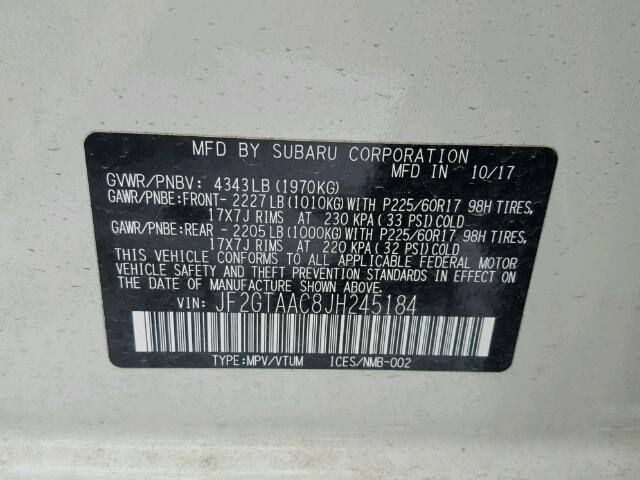 MFD BY SUBARU CORPORATION
GVWR/PNBV: 4343LB (1970KG) MFD IN 10/17
GAWR/PNBE:FRONT- 2227LB (1010KG)WITH P225/60R17 98H TIRES,
17X7J RIMS AT 230 KPA(33 PSI)COLD
GAWR/PNBE:REAR - 2205LB (1000KG)WITH P225/60R17 98H TIRES,
17X7J RIMS AT 220 KPA(32 PSI)COLD
THIS VEHICLE CONFORMS TO ALL APPLICABLE FEDERAL MOTOR
VEHICLE SAFETY AND THEFT PREVENTION STANDARDS IN EFFECT ON
THE DATE OF MANUFACTURE SHOWN ABOVE.
VIN: JF2GTAAC8JH245184
TYPE:MPV/VTUM ICES/NMB-002